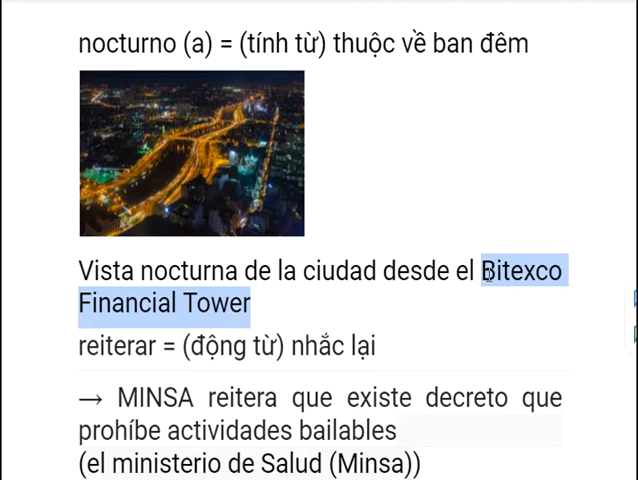 nocturno (a) = (tính từ) thuộc về ban đêm
Vista nocturna de la ciudad desde el Bitexco
Financial Tower
reiterar = (động từ) nhắc lại
→ MINSA reitera que existe decreto que
prohíbe actividades bailables
(el ministerio de Salud (Minsa))